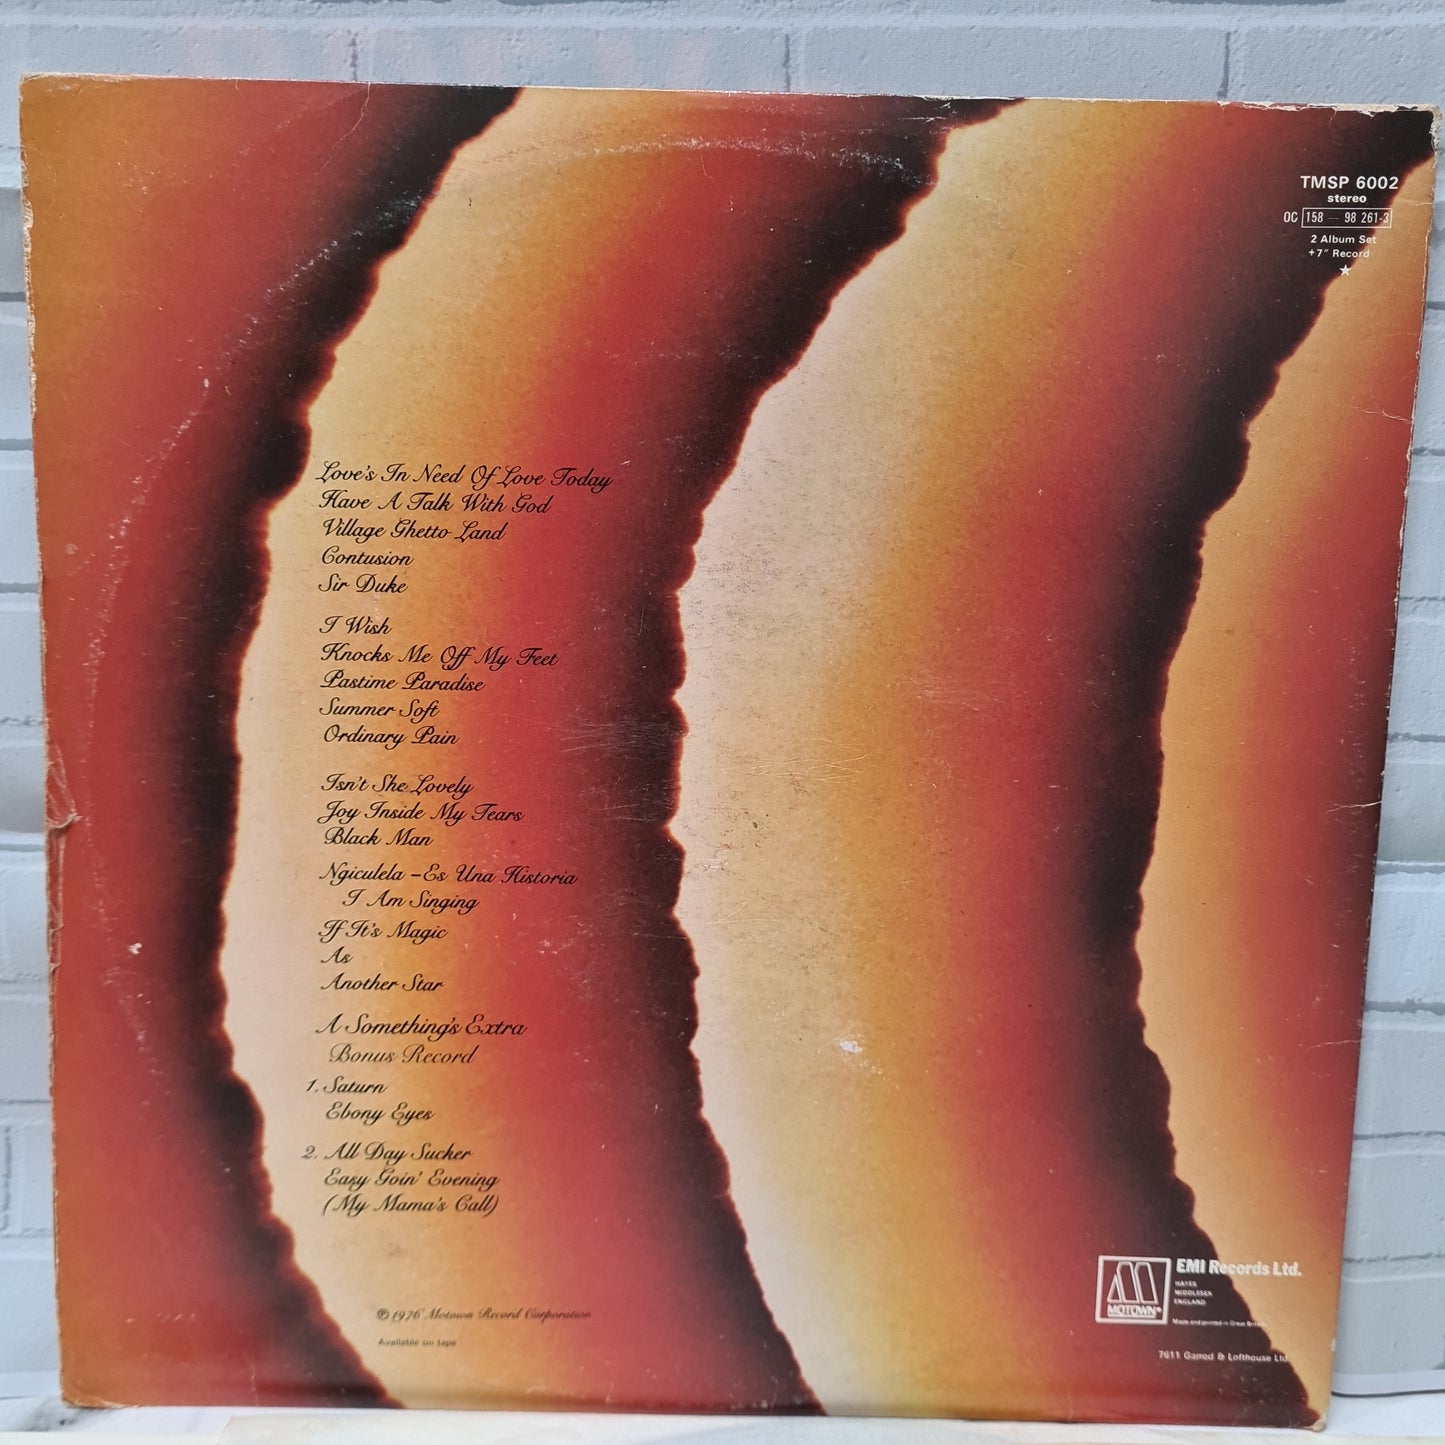 TMSP 6002
stereo
OC 158 — 98 261-3
2 Album Set
+7" Record
Love's In Need Of Love Today
Have A Talk With God
Village Ghetto Land
Contusion
Sir Duke
I Wish
Knocks Me Off My Feet
Pastime Paradise
Summer Soft
Ordinary Pain
Isn't She Lovely
Joy Inside My Tears
Black Man
Ngiculela – Es Una Historia
I Am Singing
If It's Magic
As
Another Star
A Something's Extra
Bonus Record
1. Saturn
Ebony Eyes
2. All Day Sucker
Easy Goin' Evening
(My Mama's Call)
℗ 1976 Motown Record Corporation
Available on tape
MOTOWN®
EMI Records Ltd.
HAYES
MIDDLESEX
ENGLAND
Made and printed in Great Britain
7611 Garrod & Lofthouse Ltd.